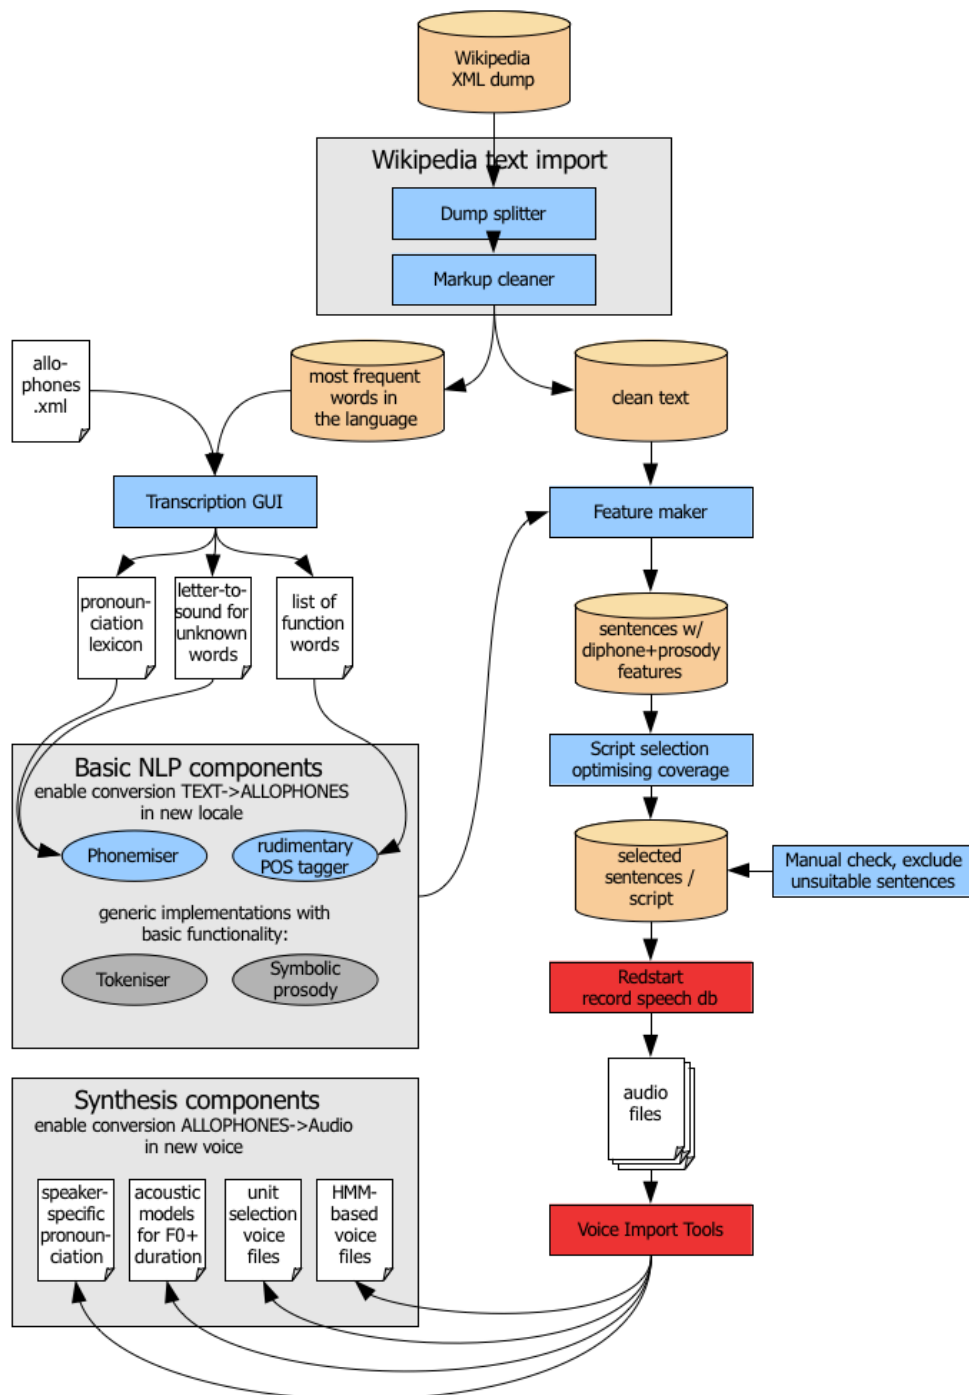 Wikipedia
XML dump
Wikipedia text import
Dump splitter
Markup cleaner
allo-
phones
.xml
most frequent
words in
the language
clean text
Transcription GUI
Feature maker
pronoun-
ciation
lexicon
letter-to-
sound for
unknown
words
list of
function
words
sentences w/
diphone+prosody
features
Basic NLP components
enable conversion TEXT->ALLOPHONES
in new locale
Phonemiser
rudimentary
POS tagger
generic implementations with
basic functionality:
Tokeniser
Symbolic
prosody
Script selection
optimising coverage
selected
sentences /
script
Manual check, exclude
unsuitable sentences
Redstart
record speech db
audio
files
Synthesis components
enable conversion ALLOPHONES->Audio
in new voice
speaker-
specific
pronoun-
ciation
acoustic
models
for F0+
duration
unit
selection
voice
files
HMM-
based
voice
files
Voice Import Tools